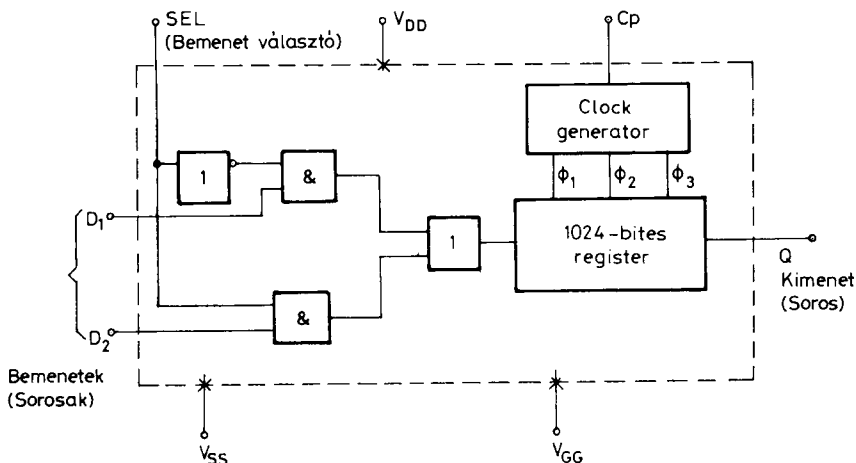 SEL
(Bemenet választó)
V_DD
Cp
Clock
generator
1
&
ϕ1
ϕ2
ϕ3
D1
1
1024-bites
register
Q
Kimenet
(Soros)
&
D2
Bemenetek
(Sorosak)
V_SS
V_GG